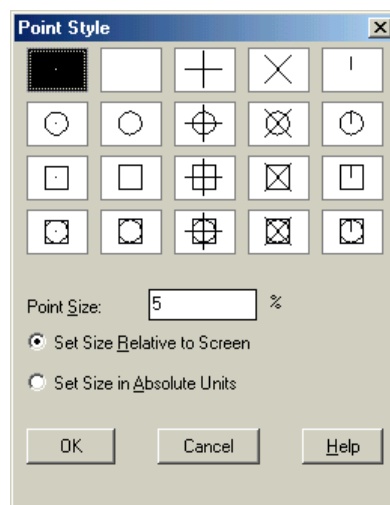 Point Style
Point Size: 5 %
Set Size Relative to Screen
Set Size in Absolute Units
OK Cancel Help